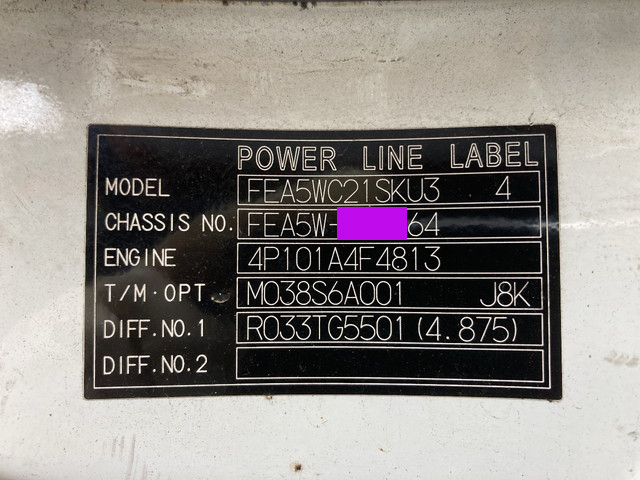 POWER LINE LABEL
MODEL FEA5WC21SKU3 4
CHASSIS NO. FEA5W- 64
ENGINE 4P101A4F4813
T/M·OPT M038S6A001 J8K
DIFF.NO.1 R033TG5501 (4.875)
DIFF.NO.2